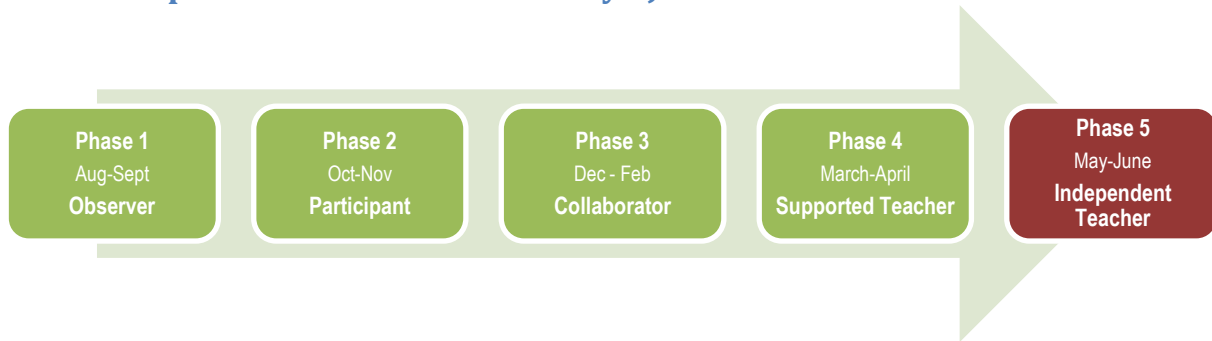 Phase 1
Aug-Sept
Observer
Phase 2
Oct-Nov
Participant
Phase 3
Dec - Feb
Collaborator
Phase 4
March-April
Supported Teacher
Phase 5
May-June
Independent
Teacher